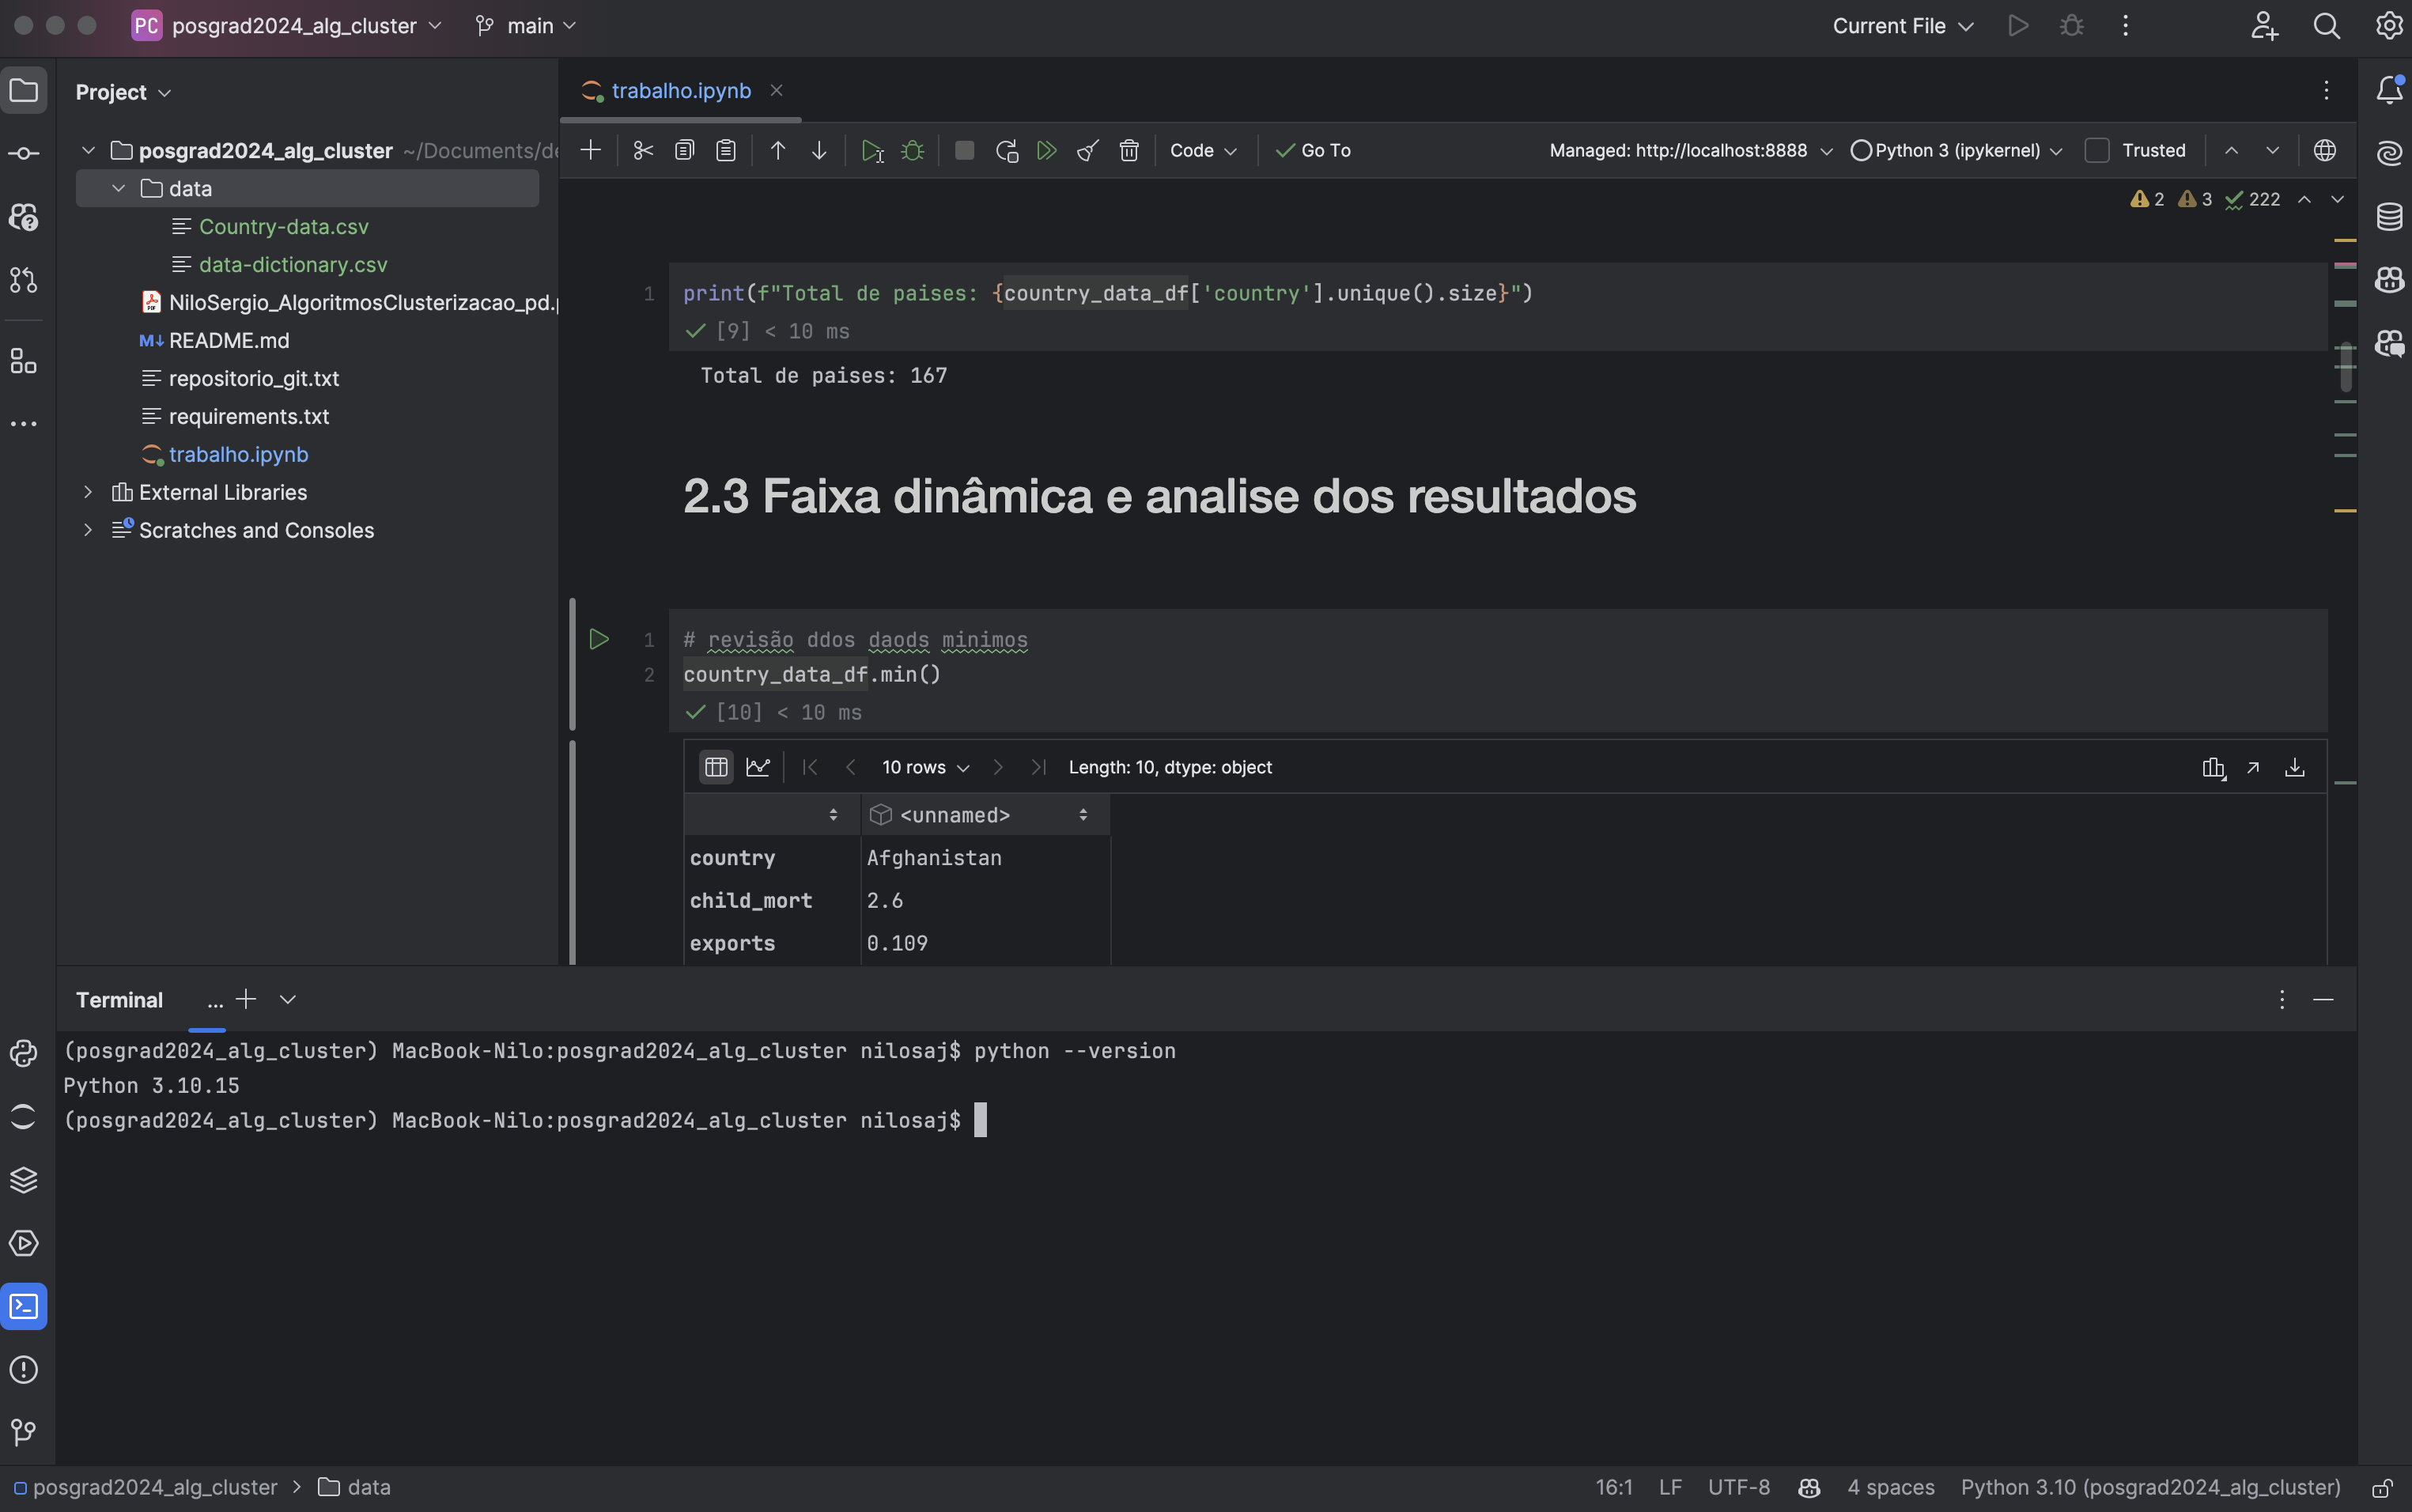 PC posgrad2024_alg_cluster main Current File
Project
trabalho.ipynb
posgrad2024_alg_cluster ~/Documents/de
data
Country-data.csv
data-dictionary.csv
NiloSergio_AlgoritmosClusterizacao_pd.p
M↓ README.md
repositorio_git.txt
requirements.txt
trabalho.ipynb
External Libraries
Scratches and Consoles
Code Go To Managed: http://localhost:8888 Python 3 (ipykernel) Trusted
2 3 222
1 print(f"Total de paises: {country_data_df['country'].unique().size}")
[9] < 10 ms
Total de paises: 167
2.3 Faixa dinâmica e analise dos resultados
1 # revisão ddos daods minimos
2 country_data_df.min()
[10] < 10 ms
10 rows Length: 10, dtype: object
<unnamed>
country Afghanistan
child_mort 2.6
exports 0.109
Terminal ...
(posgrad2024_alg_cluster) MacBook-Nilo:posgrad2024_alg_cluster nilosaj$ python --version
Python 3.10.15
(posgrad2024_alg_cluster) MacBook-Nilo:posgrad2024_alg_cluster nilosaj$
posgrad2024_alg_cluster > data 16:1 LF UTF-8 4 spaces Python 3.10 (posgrad2024_alg_cluster)